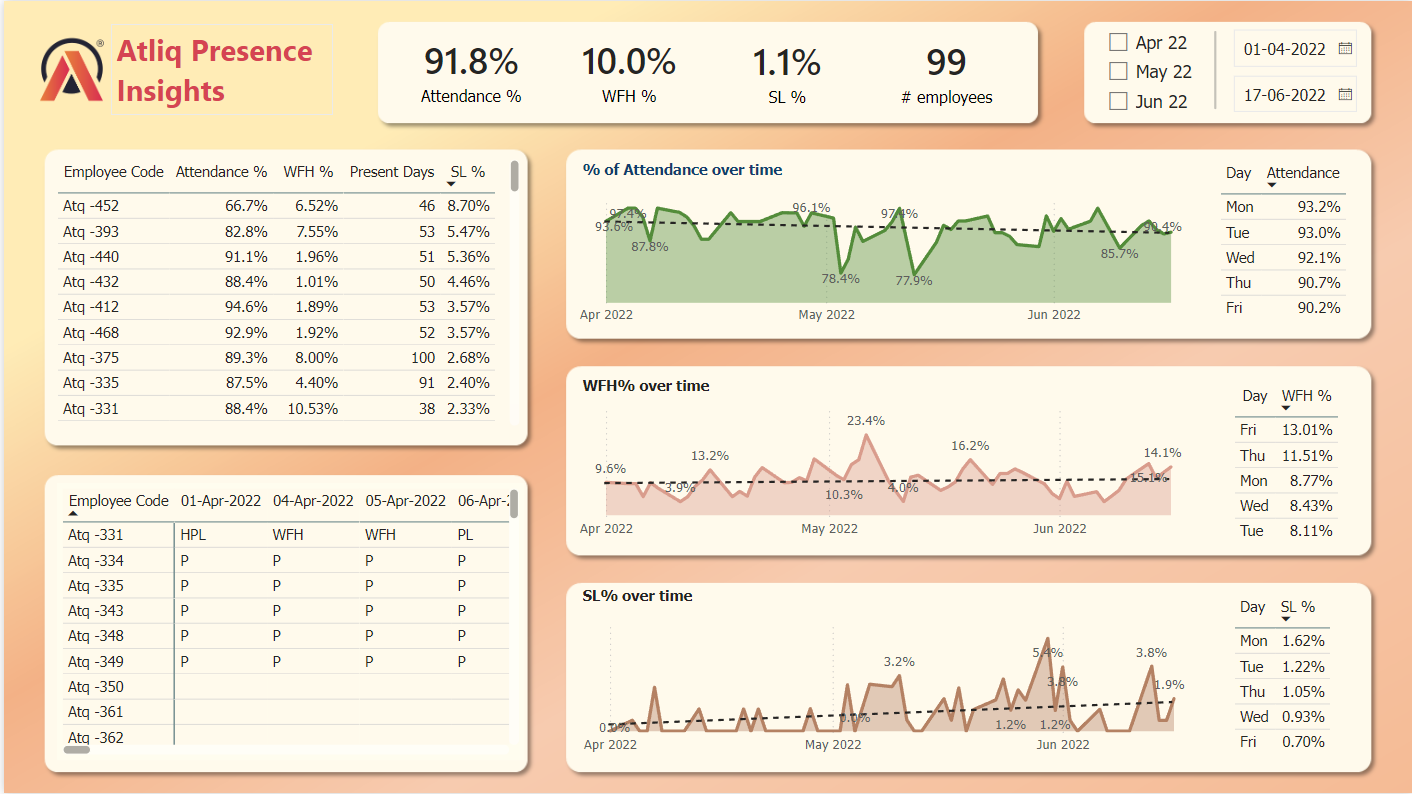 Atliq Presence
Insights
®
91.8%
Attendance %
10.0%
WFH %
1.1%
SL %
99
# employees
Apr 22
May 22
Jun 22
01-04-2022
17-06-2022
Employee Code Attendance % WFH % Present Days SL %
Atq -452 66.7% 6.52% 46 8.70%
Atq -393 82.8% 7.55% 53 5.47%
Atq -440 91.1% 1.96% 51 5.36%
Atq -432 88.4% 1.01% 50 4.46%
Atq -412 94.6% 1.89% 53 3.57%
Atq -468 92.9% 1.92% 52 3.57%
Atq -375 89.3% 8.00% 100 2.68%
Atq -335 87.5% 4.40% 91 2.40%
Atq -331 88.4% 10.53% 38 2.33%
Employee Code 01-Apr-2022 04-Apr-2022 05-Apr-2022 06-Apr-2
Atq -331 HPL WFH WFH PL
Atq -334 P P P P
Atq -335 P P P P
Atq -343 P P P P
Atq -348 P P P P
Atq -349 P P P P
Atq -350
Atq -361
Atq -362
% of Attendance over time
97.4% 96.1% 97.4%
93.6% 90.4%
87.8% 85.7%
78.4% 77.9%
Apr 2022 May 2022 Jun 2022
Day Attendance
Mon 93.2%
Tue 93.0%
Wed 92.1%
Thu 90.7%
Fri 90.2%
WFH% over time
23.4%
13.2% 16.2% 14.1%
9.6%
3.9% 10.3% 4.0% 15.1%
Apr 2022 May 2022 Jun 2022
Day WFH %
Fri 13.01%
Thu 11.51%
Mon 8.77%
Wed 8.43%
Tue 8.11%
SL% over time
3.2% 5.4% 3.8%
3.8% 1.9%
0.0% 0.0% 1.2% 1.2%
Apr 2022 May 2022 Jun 2022
Day SL %
Mon 1.62%
Tue 1.22%
Thu 1.05%
Wed 0.93%
Fri 0.70%